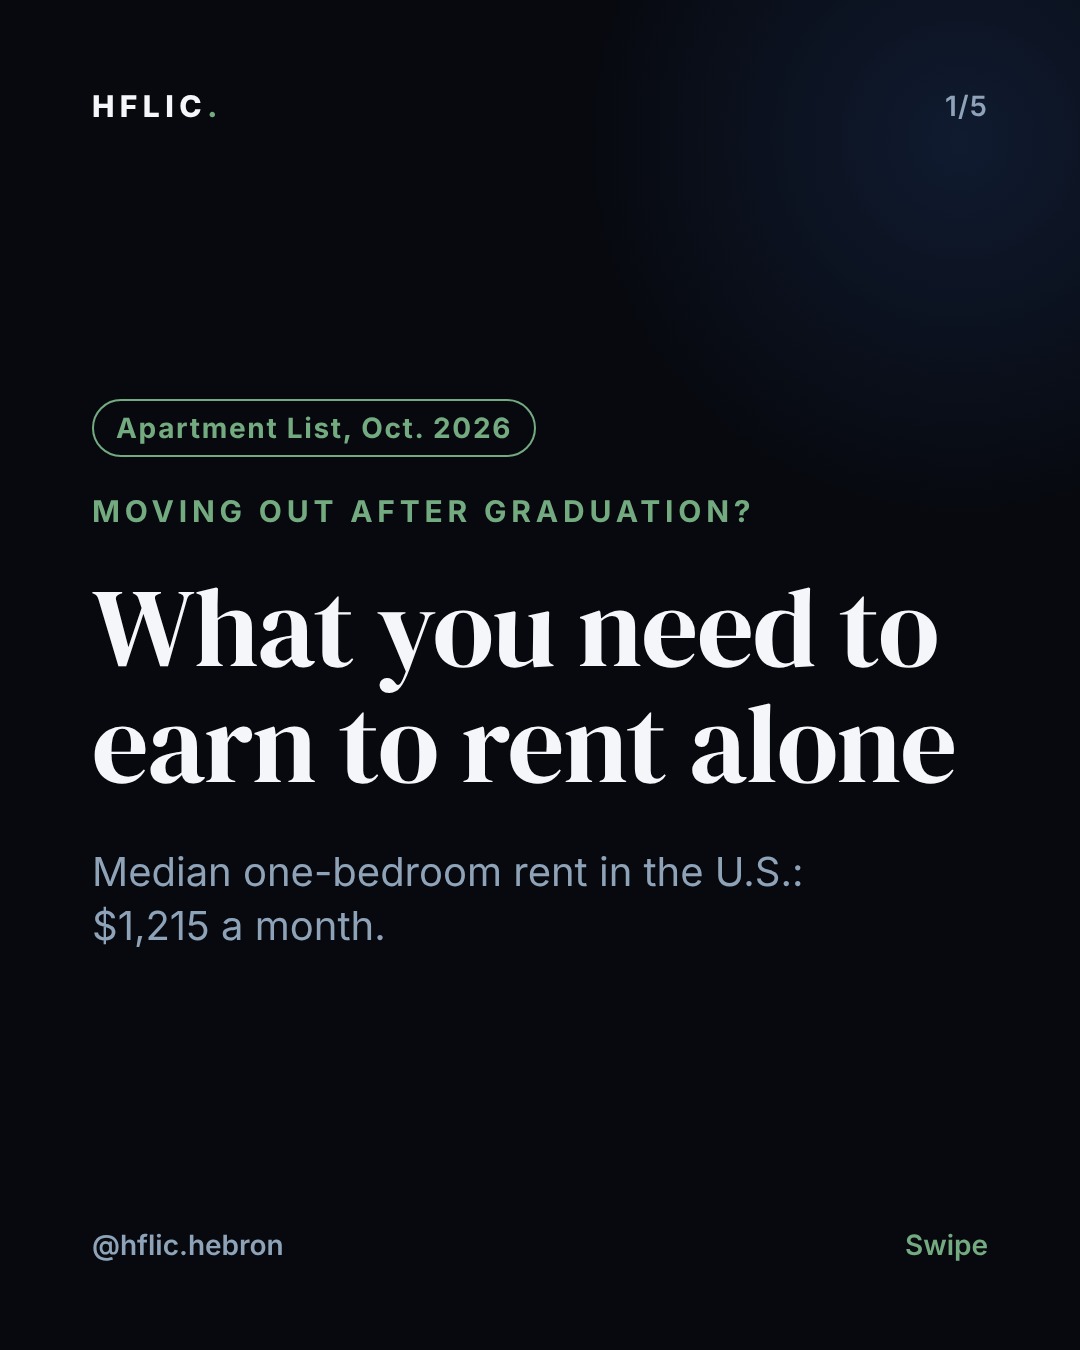 HFLIC.
1/5
Apartment List, Oct. 2026
MOVING OUT AFTER GRADUATION?
What you need to
earn to rent alone
Median one-bedroom rent in the U.S.:
$1,215 a month.
@hflic.hebron
Swipe